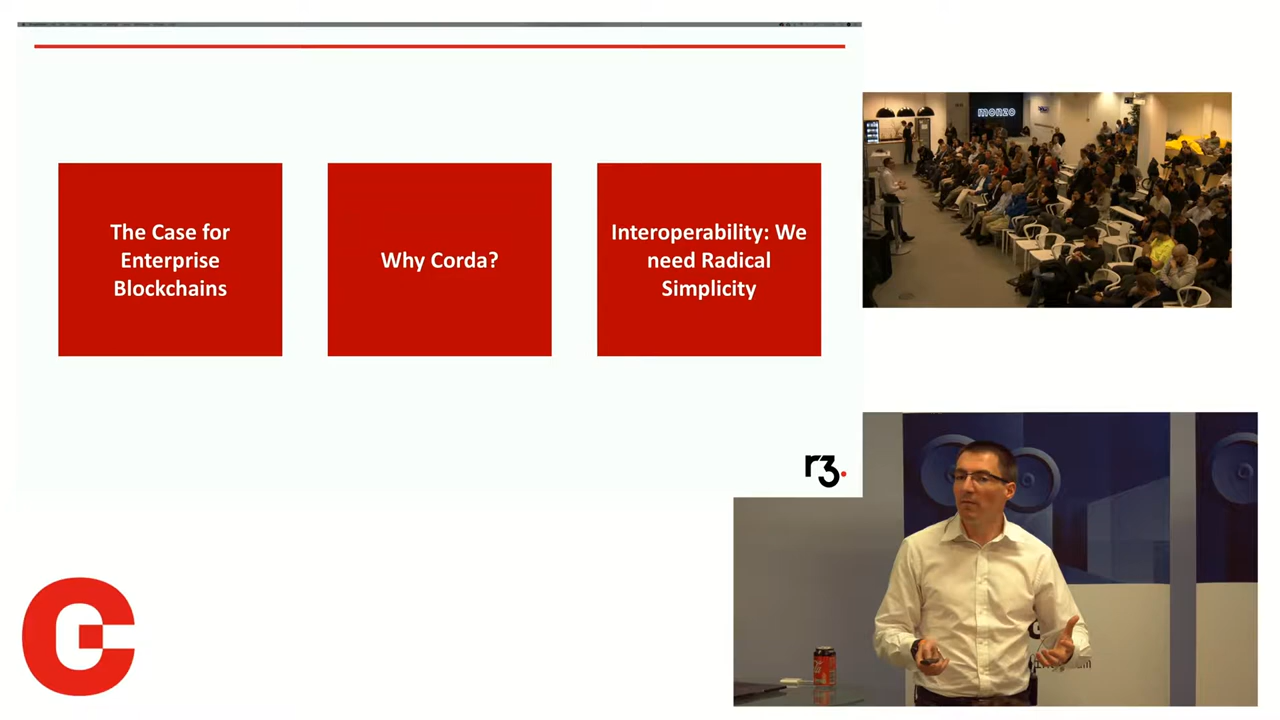 The Case for
Enterprise
Blockchains
Why Corda?
Interoperability: We
need Radical
Simplicity
r3.
monzo